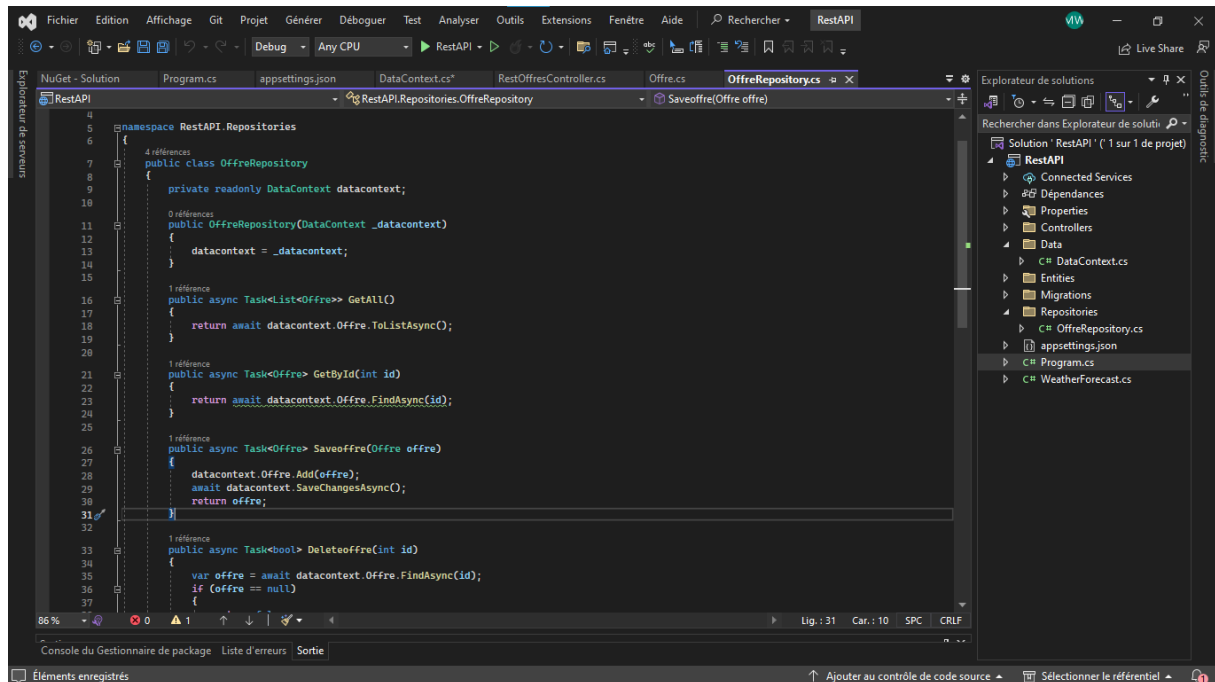 Fichier Edition Affichage Git Projet Générer Déboguer Test Analyser Outils Extensions Fenêtre Aide Rechercher RestAPI MW
Debug Any CPU RestAPI Live Share
NuGet - Solution Program.cs appsettings.json DataContext.cs* RestOffresController.cs Offre.cs OffreRepository.cs
RestAPI RestAPI.Repositories.OffreRepository Saveoffre(Offre offre)
Explorateur de serveurs
4
5 namespace RestAPI.Repositories
6 {
4 références
7 public class OffreRepository
8 {
9 private readonly DataContext datacontext;
10
0 références
11 public OffreRepository(DataContext _datacontext)
12 {
13 datacontext = _datacontext;
14 }
15
1 référence
16 public async Task<List<Offre>> GetAll()
17 {
18 return await datacontext.Offre.ToListAsync();
19 }
20
1 référence
21 public async Task<Offre> GetById(int id)
22 {
23 return await datacontext.Offre.FindAsync(id);
24 }
25
1 référence
26 public async Task<Offre> Saveoffre(Offre offre)
27 {
28 datacontext.Offre.Add(offre);
29 await datacontext.SaveChangesAsync();
30 return offre;
31 }
32
1 référence
33 public async Task<bool> Deleteoffre(int id)
34 {
35 var offre = await datacontext.Offre.FindAsync(id);
36 if (offre == null)
37 {
86 % 0 1 Lig. : 31 Car. : 10 SPC CRLF
Console du Gestionnaire de package Liste d'erreurs Sortie
Explorateur de solutions
Rechercher dans Explorateur de soluti
Solution ' RestAPI ' (' 1 sur 1 de projet)
RestAPI
Connected Services
Dépendances
Properties
Controllers
Data
C# DataContext.cs
Entities
Migrations
Repositories
C# OffreRepository.cs
appsettings.json
C# Program.cs
C# WeatherForecast.cs
Outils de diagnostic
Éléments enregistrés Ajouter au contrôle de code source Sélectionner le référentiel 1